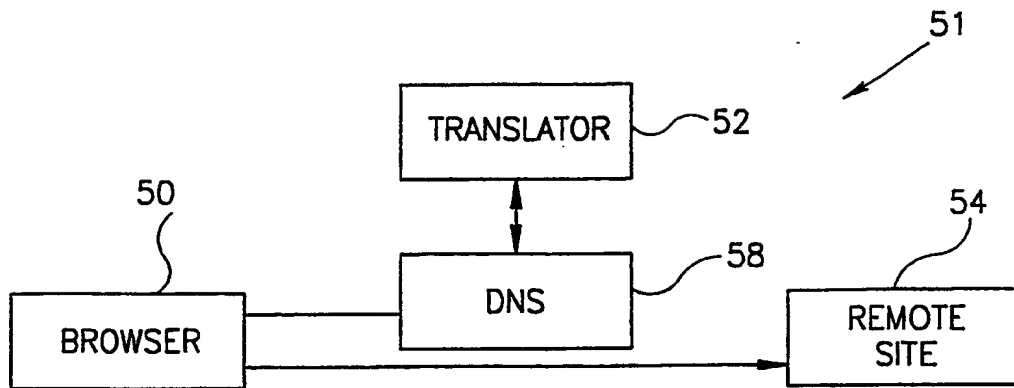 51
TRANSLATOR
52
50
54
58
DNS
BROWSER
REMOTE
SITE